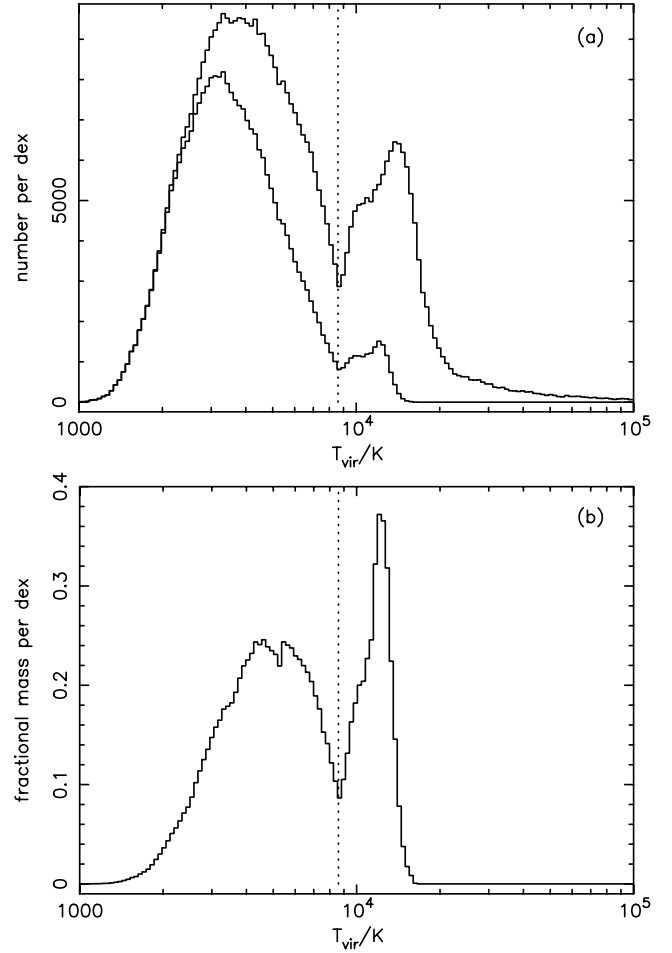 (a)
number per dex
5000
0
1000
10^4
10^5
T_vir/K
(b)
fractional mass per dex
0.4
0.3
0.2
0.1
0
1000
10^4
10^5
T_vir/K